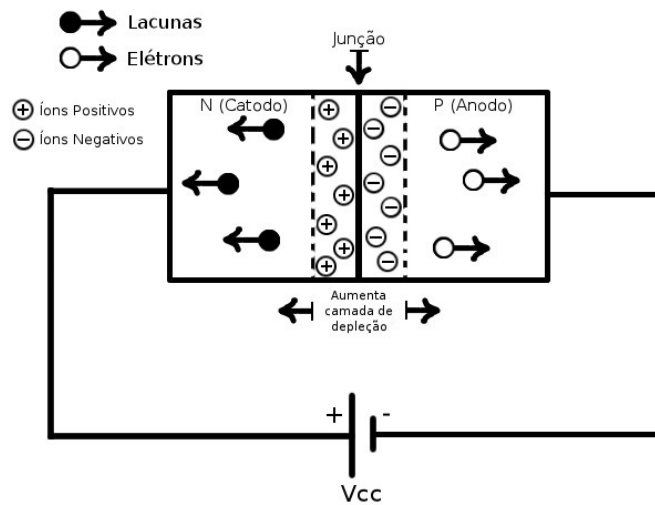 Lacunas
Elétrons
Junção
N (Catodo)
P (Anodo)
Íons Positivos
Íons Negativos
Aumenta
camada de
depleção
+
-
Vcc